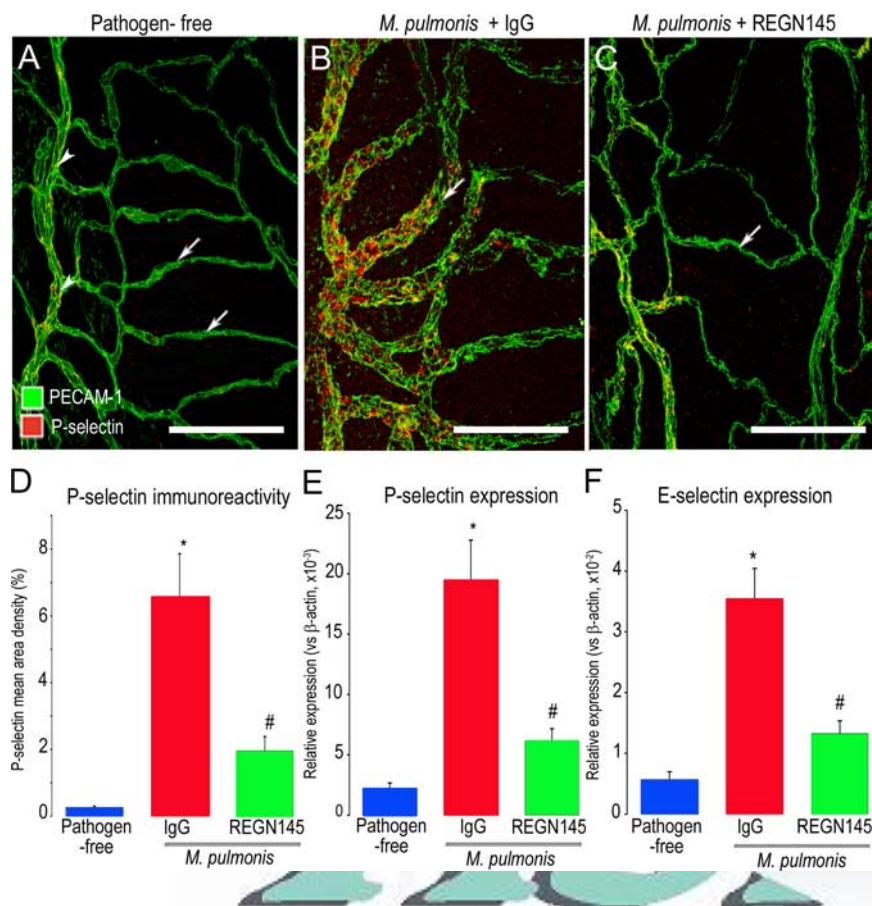 Pathogen- free
M. pulmonis + IgG
M. pulmonis + REGN145
A
B
C
PECAM-1
P-selectin
D
P-selectin immunoreactivity
P-selectin mean area density (%)
8
6
4
2
0
*
#
Pathogen
-free
IgG
REGN145
M. pulmonis
E
P-selectin expression
Relative expression (vs β-actin, x10⁻³)
25
20
15
10
5
0
*
#
Pathogen
-free
IgG
REGN145
M. pulmonis
F
E-selectin expression
Relative expression (vs β-actin, x10⁻²)
5
4
3
2
1
0
*
#
Pathogen
-free
IgG
REGN145
M. pulmonis